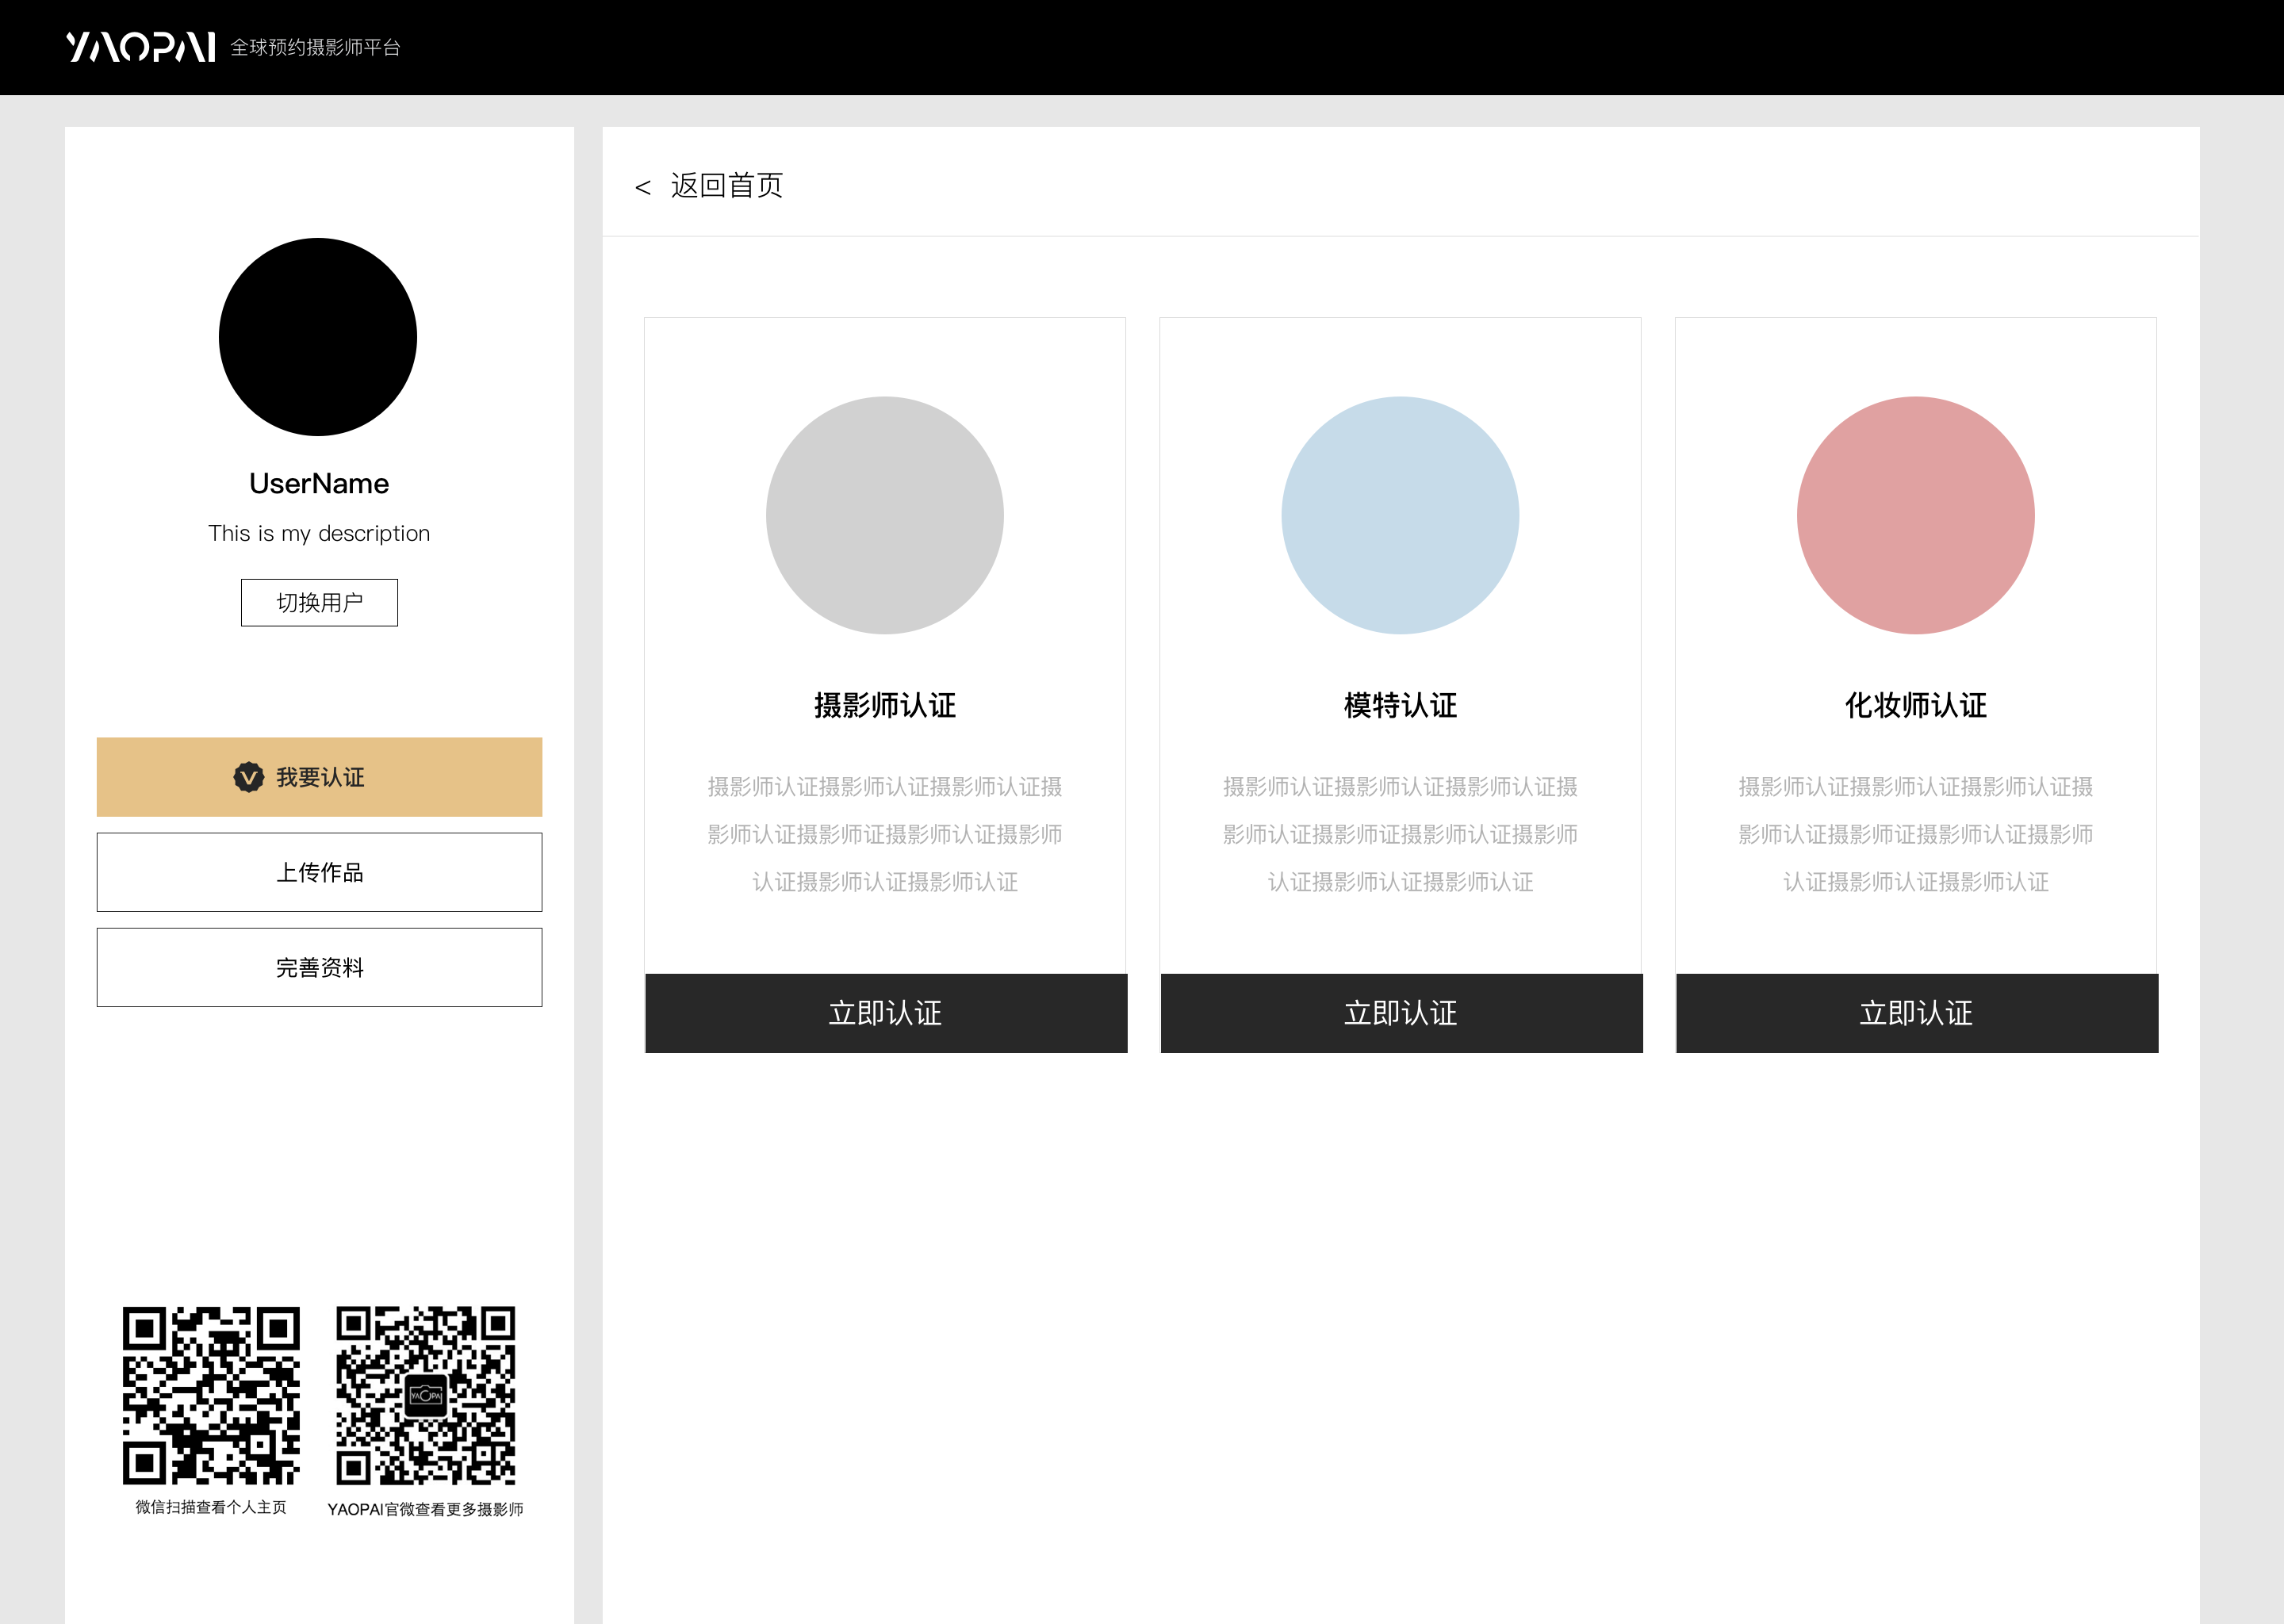 YAOPAI 全球预约摄影师平台
< 返回首页
UserName
This is my description
切换用户
我要认证
上传作品
完善资料
微信扫描查看个人主页
YAOPAI
YAOPAI官微查看更多摄影师
摄影师认证
摄影师认证摄影师认证摄影师认证摄
影师认证摄影师证摄影师认证摄影师
认证摄影师认证摄影师认证
立即认证
模特认证
摄影师认证摄影师认证摄影师认证摄
影师认证摄影师证摄影师认证摄影师
认证摄影师认证摄影师认证
立即认证
化妆师认证
摄影师认证摄影师认证摄影师认证摄
影师认证摄影师证摄影师认证摄影师
认证摄影师认证摄影师认证
立即认证